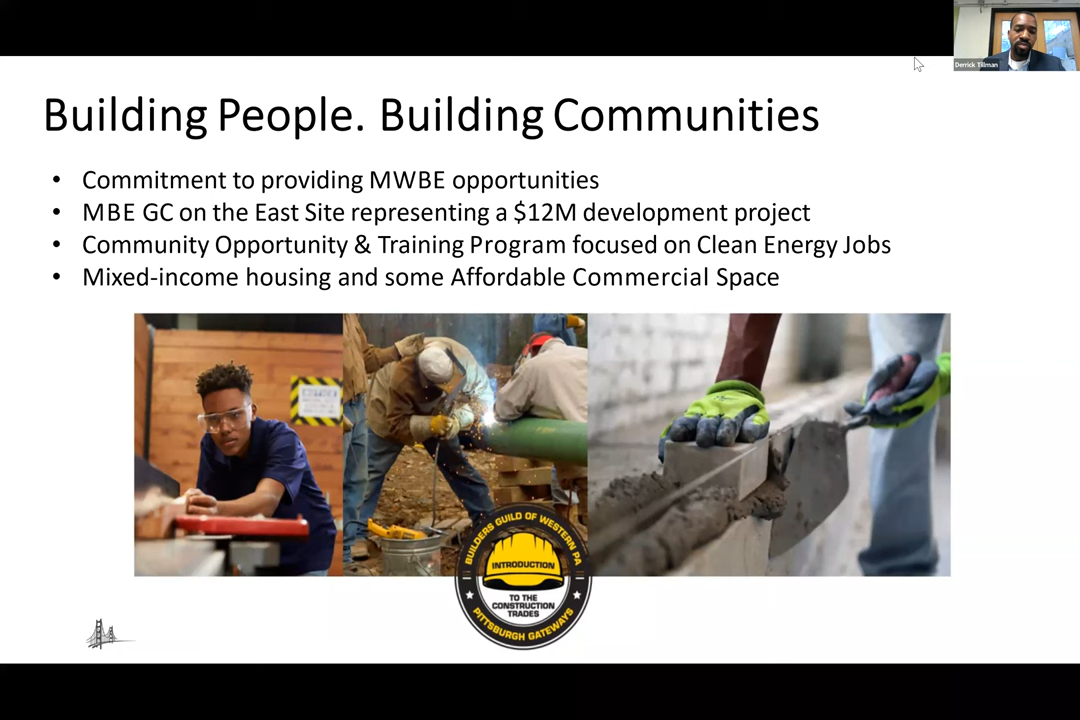 Derrick Tillman
Building People. Building Communities
• Commitment to providing MWBE opportunities
• MBE GC on the East Site representing a $12M development project
• Community Opportunity & Training Program focused on Clean Energy Jobs
• Mixed-income housing and some Affordable Commercial Space
BUILDERS GUILD OF WESTERN PA
INTRODUCTION
TO THE
CONSTRUCTION
TRADES
PITTSBURGH GATEWAYS